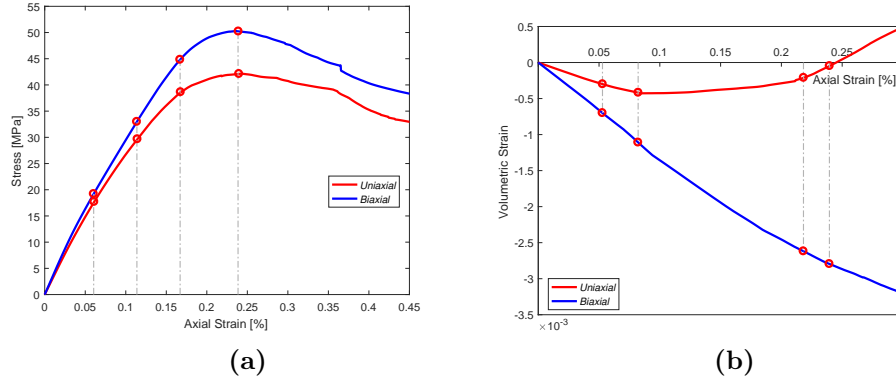 55
50
45
40
35
30
25
20
15
10
5
0
Stress [MPa]
0 0.05 0.1 0.15 0.2 0.25 0.3 0.35 0.4 0.45
Axial Strain [%]
Uniaxial
Biaxial
(a)
0.5
0
-0.5
-1
-1.5
-2
-2.5
-3
-3.5
×10⁻³
Volumetric Strain
0.05 0.1 0.15 0.2 0.25
Axial Strain [%]
Uniaxial
Biaxial
(b)